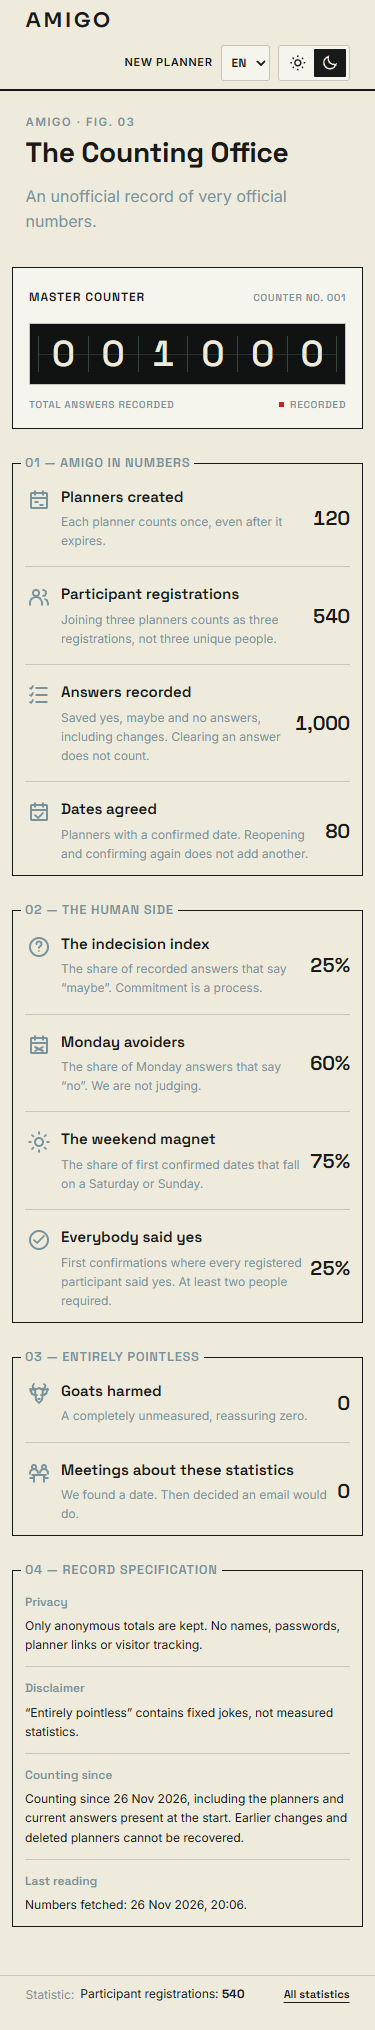 AMIGO
NEW PLANNER EN
AMIGO · FIG. 03
The Counting Office
An unofficial record of very official
numbers.
MASTER COUNTER COUNTER NO. 001
0 0 1 0 0 0
TOTAL ANSWERS RECORDED RECORDED
01 — AMIGO IN NUMBERS
Planners created
Each planner counts once, even after it
expires.
120
Participant registrations
Joining three planners counts as three
registrations, not three unique people.
540
Answers recorded
Saved yes, maybe and no answers,
including changes. Clearing an answer
does not count.
1,000
Dates agreed
Planners with a confirmed date. Reopening
and confirming again does not add another.
80
02 — THE HUMAN SIDE
The indecision index
The share of recorded answers that say
“maybe”. Commitment is a process.
25%
Monday avoiders
The share of Monday answers that say
“no”. We are not judging.
60%
The weekend magnet
The share of first confirmed dates that fall
on a Saturday or Sunday.
75%
Everybody said yes
First confirmations where every registered
participant said yes. At least two people
required.
25%
03 — ENTIRELY POINTLESS
Goats harmed
A completely unmeasured, reassuring zero.
0
Meetings about these statistics
We found a date. Then decided an email would
do.
0
04 — RECORD SPECIFICATION
Privacy
Only anonymous totals are kept. No names, passwords,
planner links or visitor tracking.
Disclaimer
“Entirely pointless” contains fixed jokes, not measured
statistics.
Counting since
Counting since 26 Nov 2026, including the planners and
current answers present at the start. Earlier changes and
deleted planners cannot be recovered.
Last reading
Numbers fetched: 26 Nov 2026, 20:06.
Statistic: Participant registrations: 540 All statistics